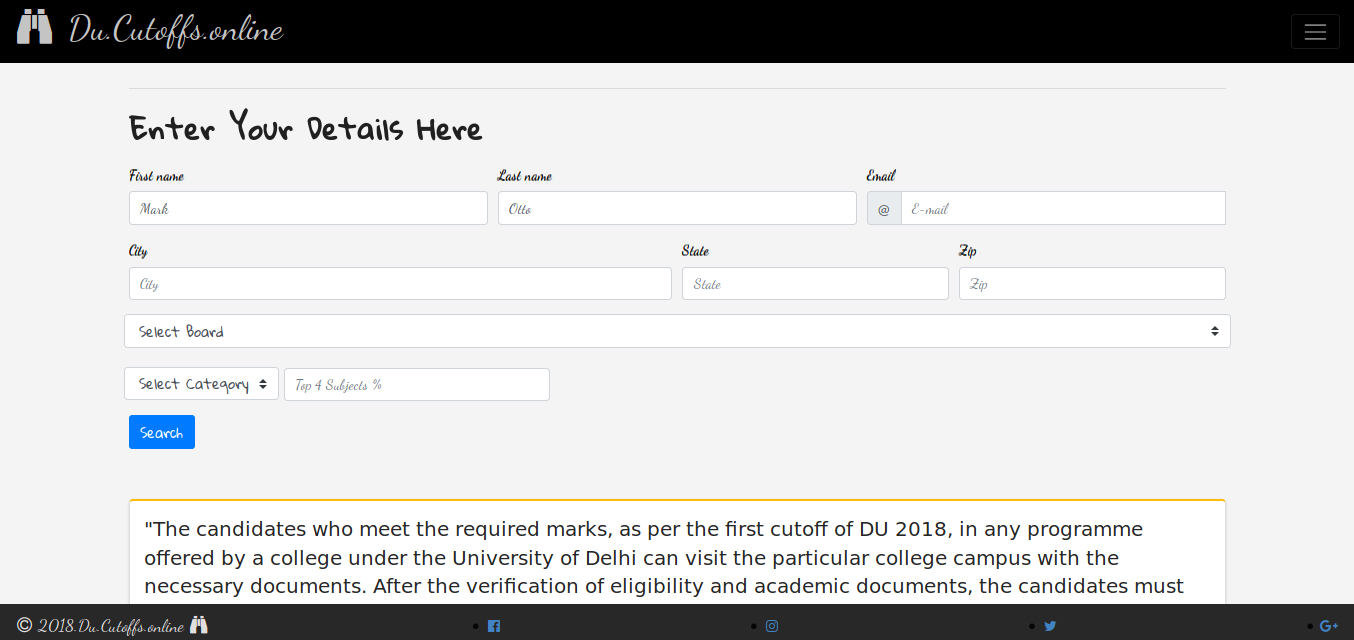 Du.Cutoffs.online
Enter Your Details Here
First name Last name Email
Mark Otto @ E-mail
City State Zip
City State Zip
Select Board
Select Category Top 4 Subjects %
Search
"The candidates who meet the required marks, as per the first cutoff of DU 2018, in any programme
offered by a college under the University of Delhi can visit the particular college campus with the
necessary documents. After the verification of eligibility and academic documents, the candidates must
© 2018.Du.Cutoffs.online